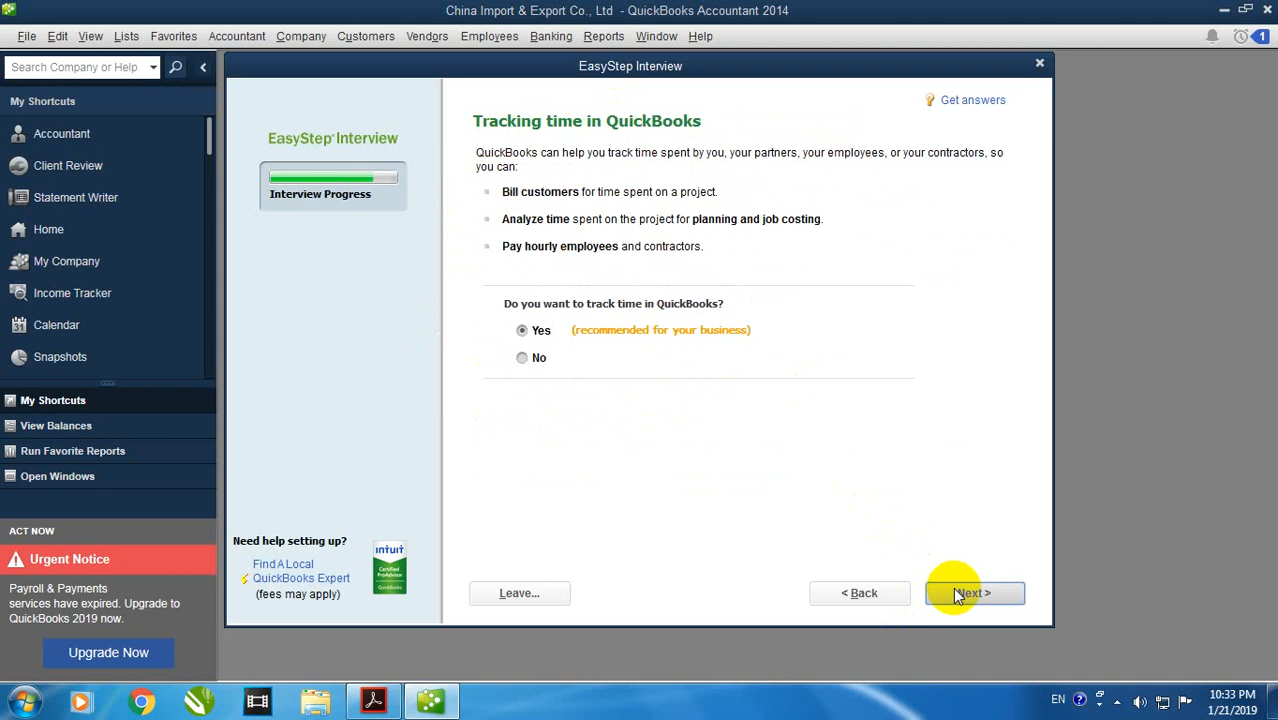 China Import & Export Co., Ltd - QuickBooks Accountant 2014
File Edit View Lists Favorites Accountant Company Customers Vendors Employees Banking Reports Window Help
1
Search Company or Help
My Shortcuts
Accountant
Client Review
Statement Writer
Home
My Company
Income Tracker
Calendar
Snapshots
My Shortcuts
View Balances
Run Favorite Reports
Open Windows
ACT NOW
Urgent Notice
Payroll & Payments
services have expired. Upgrade to
QuickBooks 2019 now.
Upgrade Now
EasyStep Interview
EasyStep Interview
Interview Progress
Need help setting up?
Find A Local
QuickBooks Expert
(fees may apply)
intuit
Certified
ProAdvisor
QuickBooks
Get answers
Tracking time in QuickBooks
QuickBooks can help you track time spent by you, your partners, your employees, or your contractors, so
you can:
Bill customers for time spent on a project.
Analyze time spent on the project for planning and job costing.
Pay hourly employees and contractors.
Do you want to track time in QuickBooks?
Yes (recommended for your business)
No
Leave...
< Back
Next >
EN
10:33 PM
1/21/2019